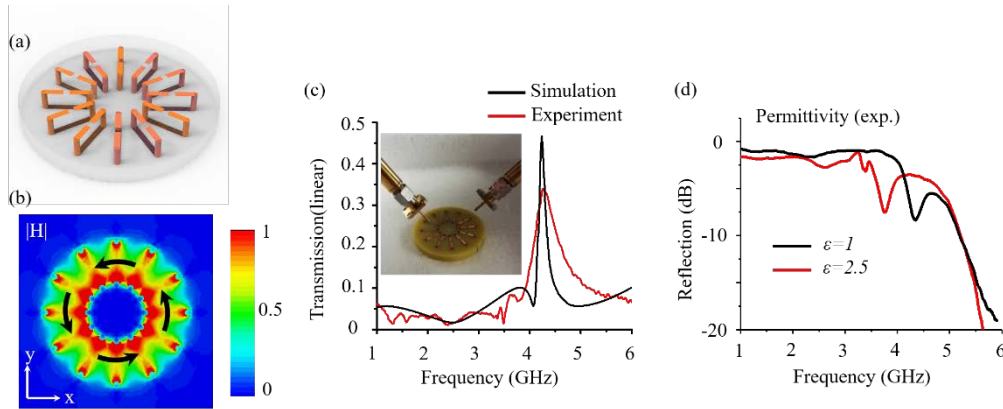 (a)
(b)
|H|
y
x
1
0.5
0
(c)
Simulation
Experiment
Transmission(linear)
0.5
0.4
0.3
0.2
0.1
0
1 2 3 4 5 6
Frequency (GHz)
(d)
Permittivity (exp.)
Reflection (dB)
0
-10
-20
ε=1
ε=2.5
1 2 3 4 5 6
Frequency (GHz)